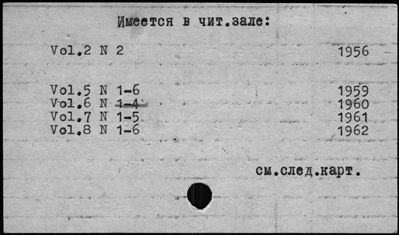 Имеется в чит.зале:
Vol.2 N 2 1956
Vol.5 N 1-6 1959
Vol.6 N 1-4 1960
Vol.7 N 1-5 1961
Vol.8 N 1-6 1962
см.след.карт.